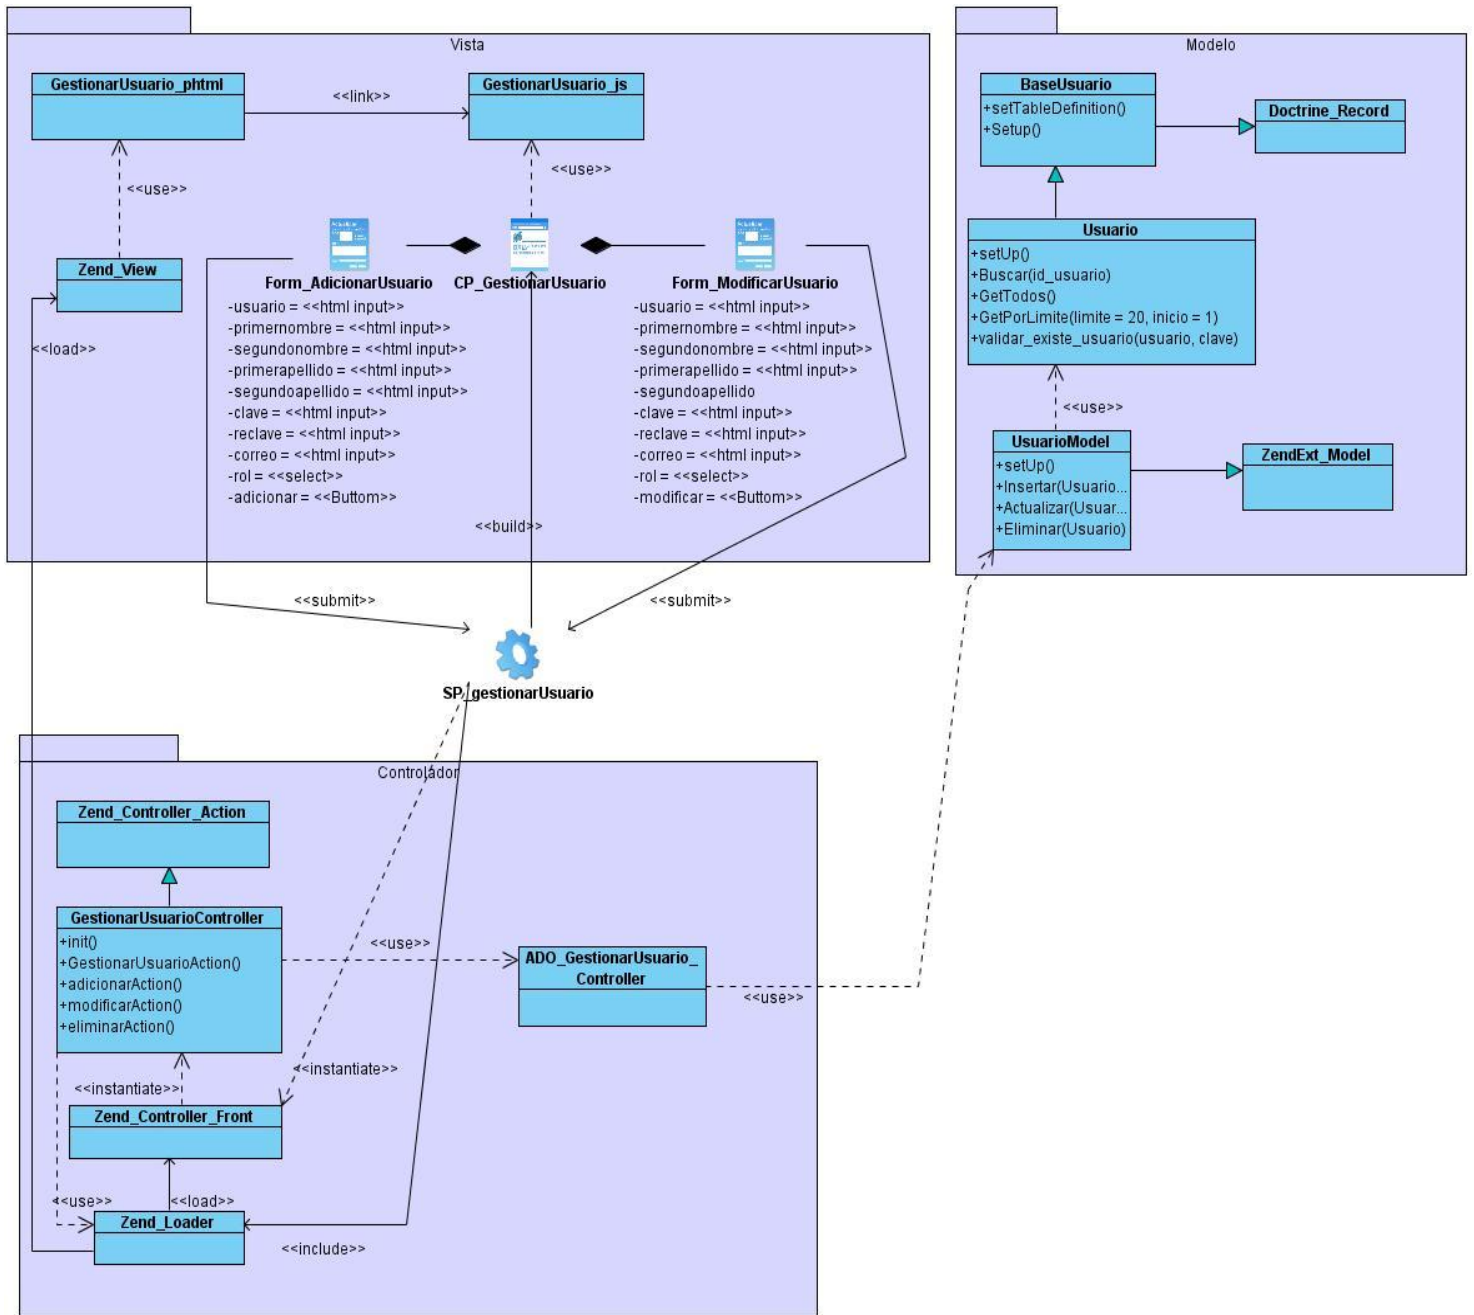 Vista
GestionarUsuario_phtml
<<link>>
GestionarUsuario_js
<<use>>
<<use>>
Zend_View
<<load>>
Form_AdicionarUsuario
-usuario = <<html input>>
-primernombre = <<html input>>
-segundonombre = <<html input>>
-primerapellido = <<html input>>
-segundoapellido = <<html input>>
-clave = <<html input>>
-reclave = <<html input>>
-correo = <<html input>>
-rol = <<select>>
-adicionar = <<Buttom>>
CP_GestionarUsuario
<<build>>
Form_ModificarUsuario
-usuario = <<html input>>
-primernombre = <<html input>>
-segundonombre = <<html input>>
-primerapellido = <<html input>>
-segundoapellido
-clave = <<html input>>
-reclave = <<html input>>
-correo = <<html input>>
-rol = <<select>>
-modificar = <<Buttom>>
<<submit>>
<<submit>>
SP_gestionarUsuario
Modelo
BaseUsuario
+setTableDefinition()
+Setup()
Doctrine_Record
Usuario
+setUp()
+Buscar(id_usuario)
+GetTodos()
+GetPorLimite(limite = 20, inicio = 1)
+validar_existe_usuario(usuario, clave)
<<use>>
UsuarioModel
+setUp()
+Insertar(Usuario...
+Actualizar(Usuar...
+Eliminar(Usuario)
ZendExt_Model
Controlador
Zend_Controller_Action
GestionarUsuarioController
+init()
+GestionarUsuarioAction()
+adicionarAction()
+modificarAction()
+eliminarAction()
<<use>>
ADO_GestionarUsuario_
Controller
<<use>>
<<instantiate>>
<<instantiate>>
Zend_Controller_Front
<<use>>
<<load>>
Zend_Loader
<<include>>